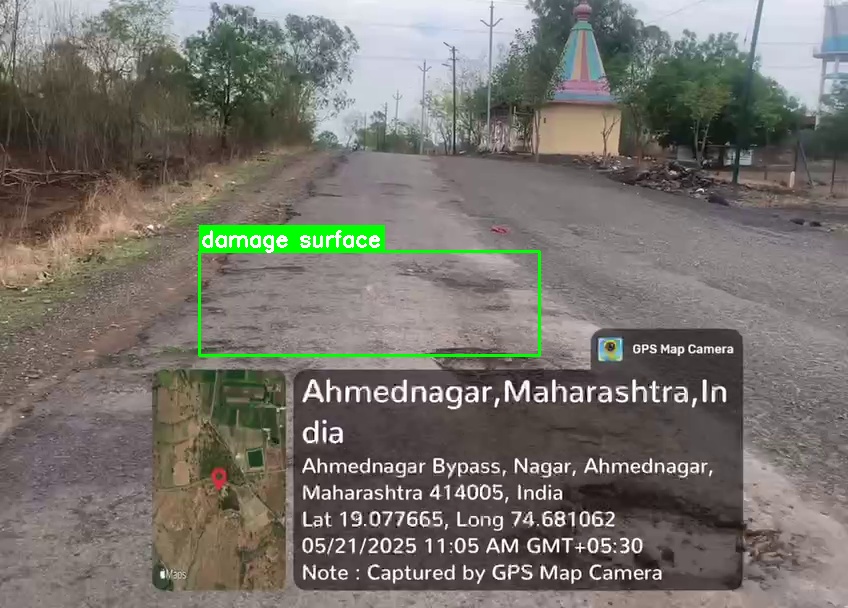 damage surface
GPS Map Camera
Ahmednagar,Maharashtra,In
dia
Ahmednagar Bypass, Nagar, Ahmednagar,
Maharashtra 414005, India
Lat 19.077665, Long 74.681062
05/21/2025 11:05 AM GMT+05:30
Note : Captured by GPS Map Camera
Maps